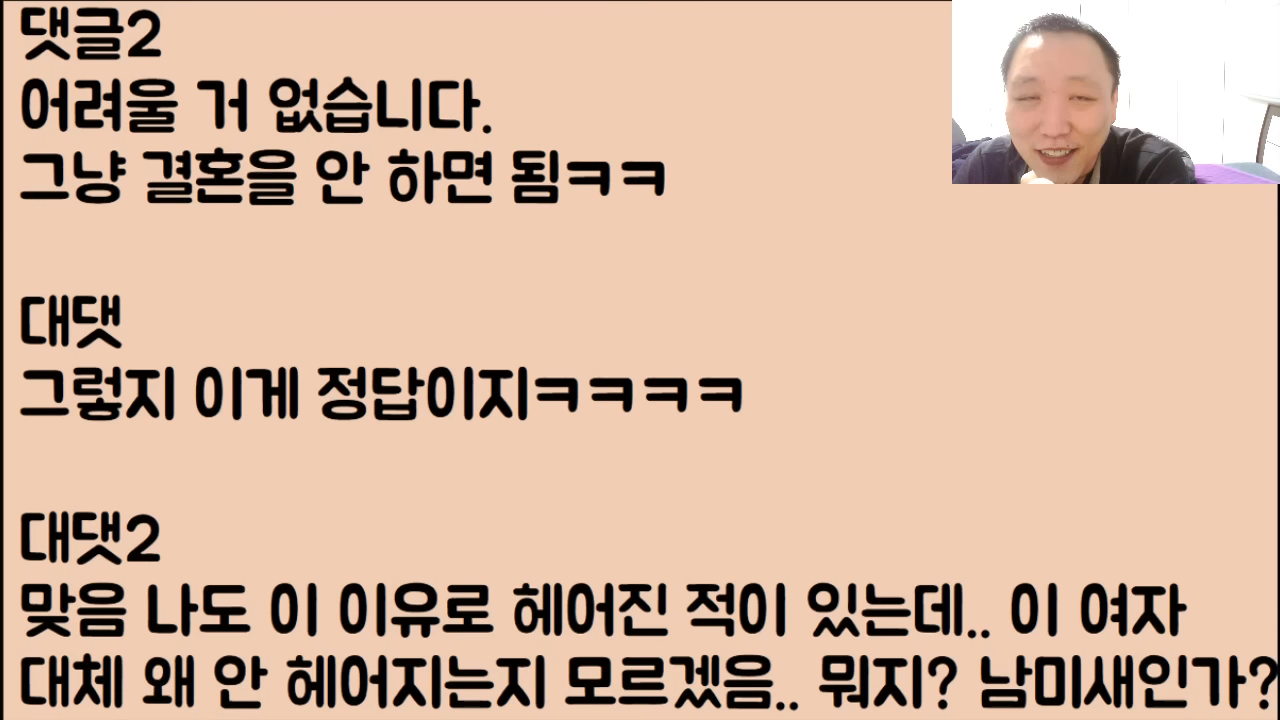 댓글2
어려울 거 없습니다.
그냥 결혼을 안 하면 됨ㅋㅋ
대댓
그렇지 이게 정답이지ㅋㅋㅋㅋ
대댓2
맞음 나도 이 이유로 헤어진 적이 있는데.. 이 여자
대체 왜 안 헤어지는지 모르겠음.. 뭐지? 남미새인가?